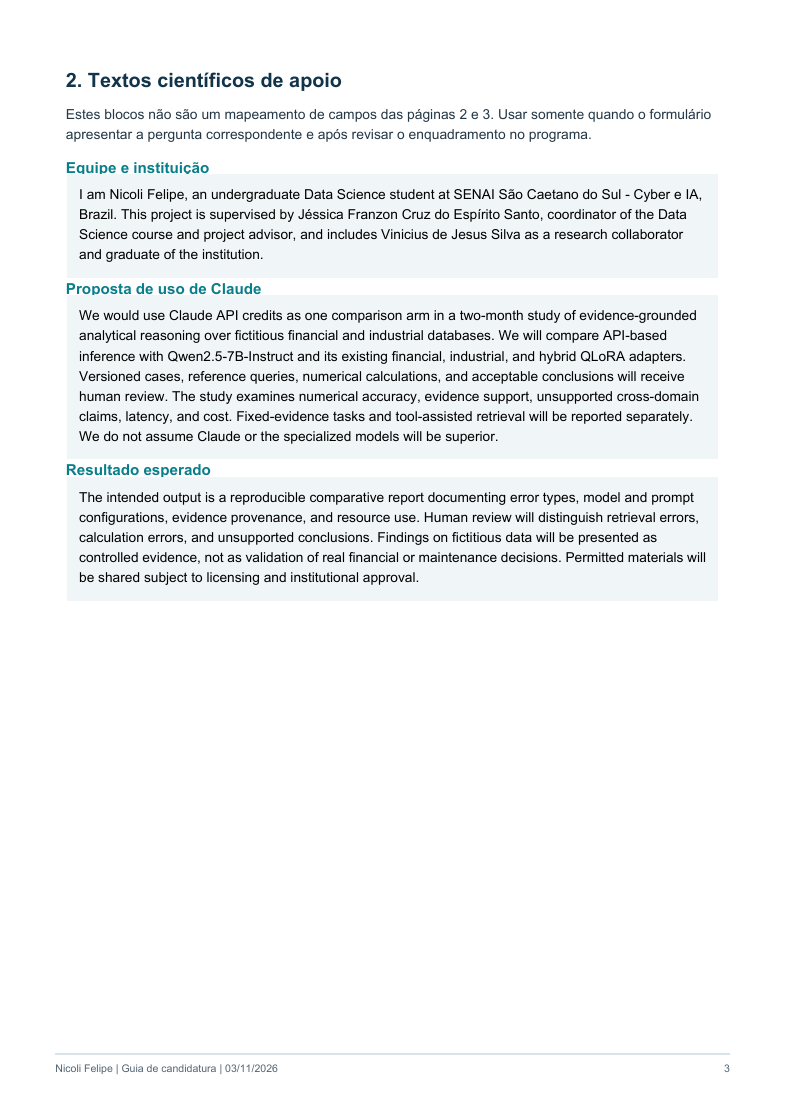 2. Textos científicos de apoio
Estes blocos não são um mapeamento de campos das páginas 2 e 3. Usar somente quando o formulário
apresentar a pergunta correspondente e após revisar o enquadramento no programa.
Equipe e instituição
I am Nicoli Felipe, an undergraduate Data Science student at SENAI São Caetano do Sul - Cyber e IA,
Brazil. This project is supervised by Jéssica Franzon Cruz do Espírito Santo, coordinator of the Data
Science course and project advisor, and includes Vinicius de Jesus Silva as a research collaborator
and graduate of the institution.
Proposta de uso de Claude
We would use Claude API credits as one comparison arm in a two-month study of evidence-grounded
analytical reasoning over fictitious financial and industrial databases. We will compare API-based
inference with Qwen2.5-7B-Instruct and its existing financial, industrial, and hybrid QLoRA adapters.
Versioned cases, reference queries, numerical calculations, and acceptable conclusions will receive
human review. The study examines numerical accuracy, evidence support, unsupported cross-domain
claims, latency, and cost. Fixed-evidence tasks and tool-assisted retrieval will be reported separately.
We do not assume Claude or the specialized models will be superior.
Resultado esperado
The intended output is a reproducible comparative report documenting error types, model and prompt
configurations, evidence provenance, and resource use. Human review will distinguish retrieval errors,
calculation errors, and unsupported conclusions. Findings on fictitious data will be presented as
controlled evidence, not as validation of real financial or maintenance decisions. Permitted materials will
be shared subject to licensing and institutional approval.
Nicoli Felipe | Guia de candidatura | 03/11/2026
3